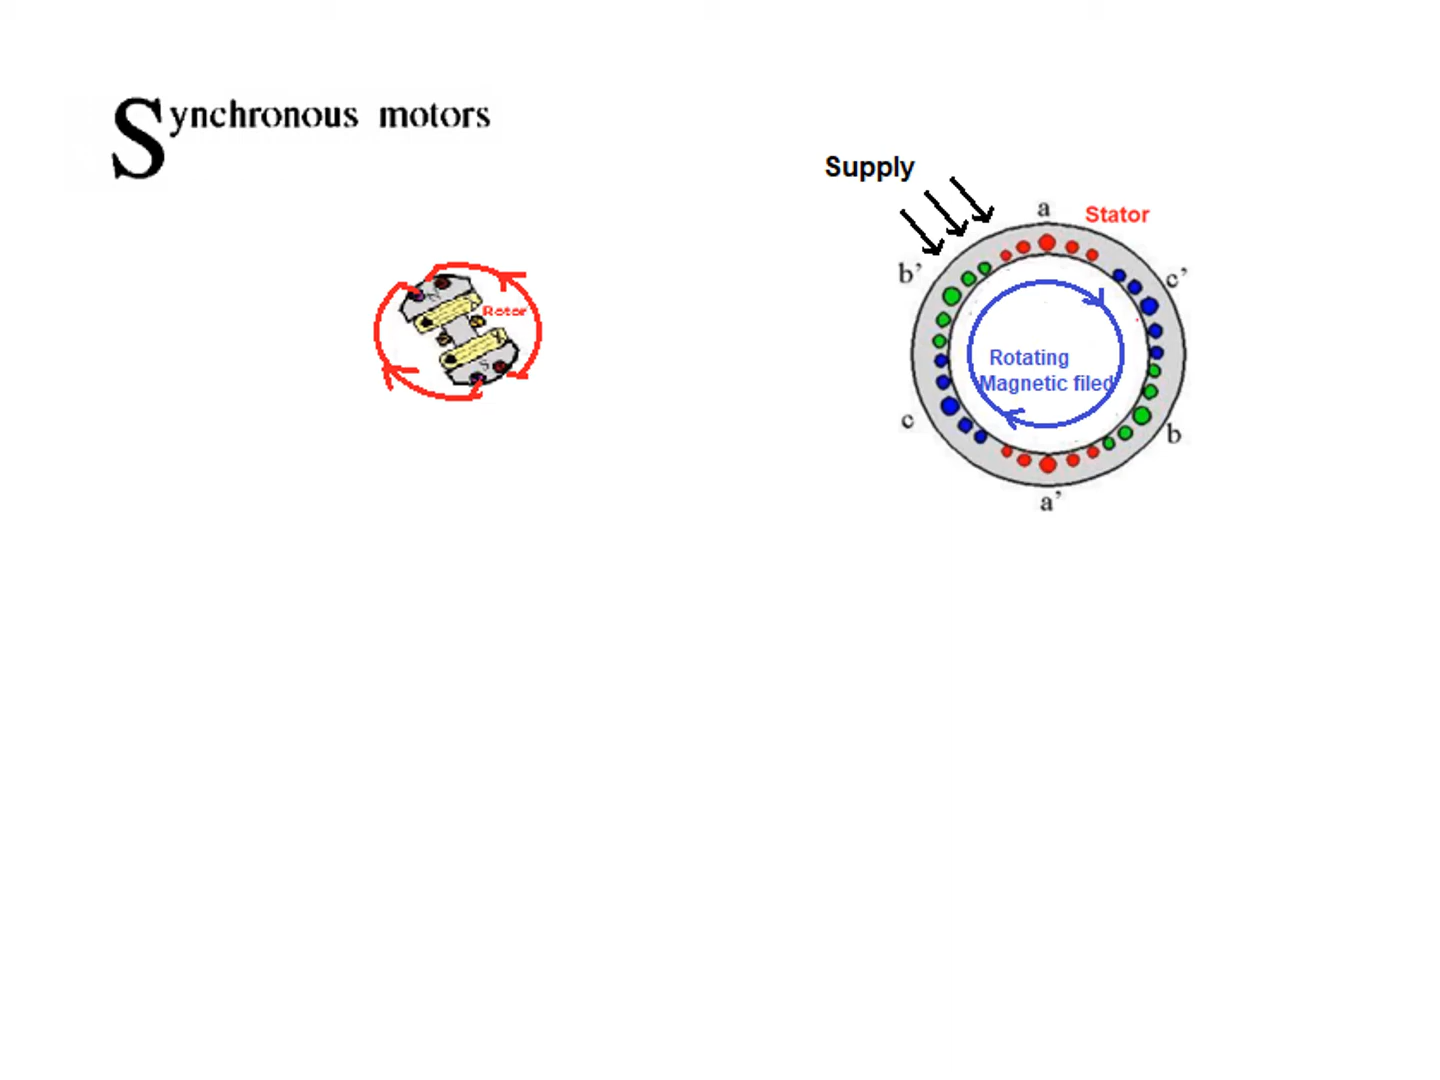 Synchronous motors
Supply
a
Stator
b’
c’
Rotor
Rotating
Magnetic filed
c
b
a’